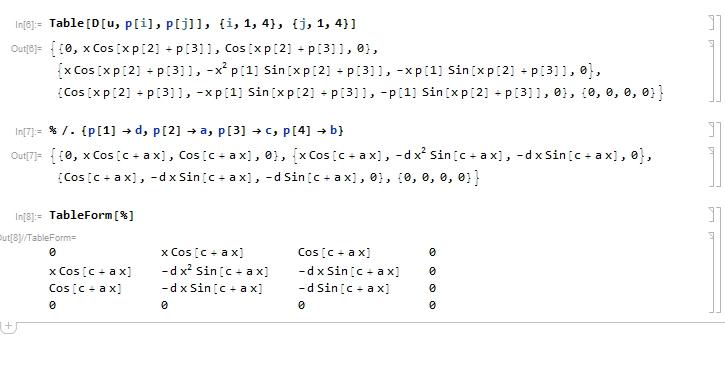 In[6]:= Table[D[u, p[i], p[j]], {i, 1, 4}, {j, 1, 4}]
Out[6]= {{0, x Cos[x p[2] + p[3]], Cos[x p[2] + p[3]], 0},
{x Cos[x p[2] + p[3]], -x² p[1] Sin[x p[2] + p[3]], -x p[1] Sin[x p[2] + p[3]], 0},
{Cos[x p[2] + p[3]], -x p[1] Sin[x p[2] + p[3]], -p[1] Sin[x p[2] + p[3]], 0}, {0, 0, 0, 0}}
In[7]:= % /. {p[1] → d, p[2] → a, p[3] → c, p[4] → b}
Out[7]= {{0, x Cos[c + a x], Cos[c + a x], 0}, {x Cos[c + a x], -d x² Sin[c + a x], -d x Sin[c + a x], 0},
{Cos[c + a x], -d x Sin[c + a x], -d Sin[c + a x], 0}, {0, 0, 0, 0}}
In[8]:= TableForm[%]
Out[8]//TableForm=
0 x Cos[c + a x] Cos[c + a x] 0
x Cos[c + a x] -d x² Sin[c + a x] -d x Sin[c + a x] 0
Cos[c + a x] -d x Sin[c + a x] -d Sin[c + a x] 0
0 0 0 0